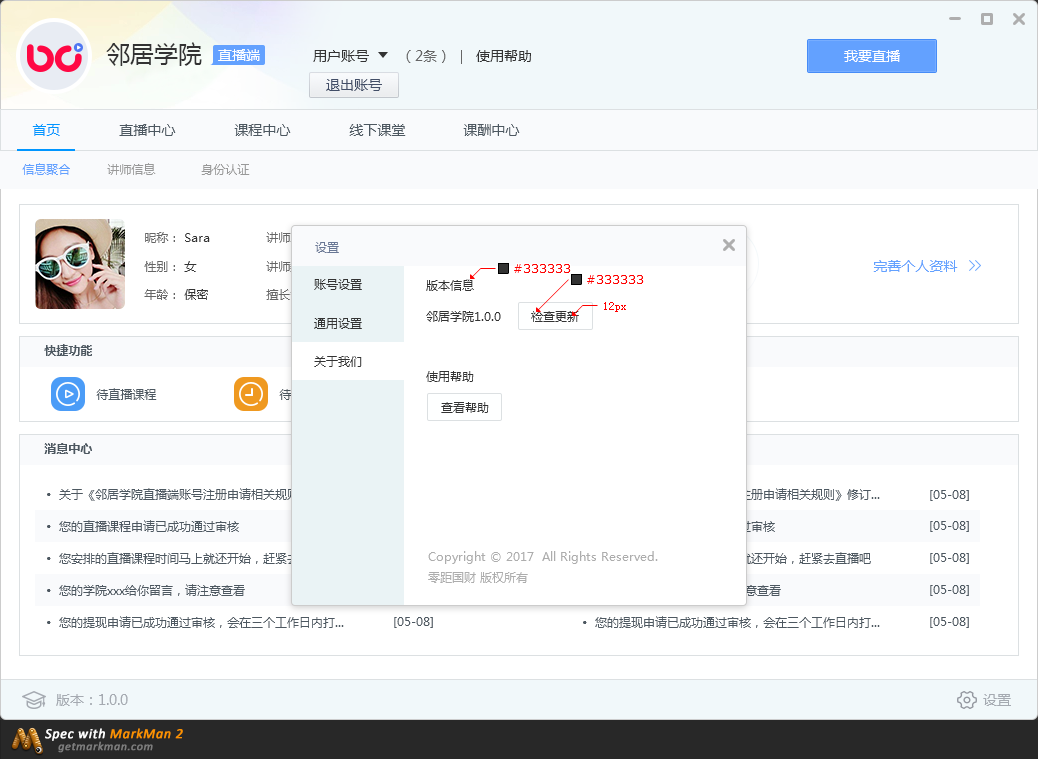 邻居学院 直播端
用户账号 （2条） | 使用帮助
退出账号
我要直播
首页 直播中心 课程中心 线下课堂 课酬中心
信息聚合 讲师信息 身份认证
昵称： Sara 讲师
性别： 女 讲师
年龄： 保密 擅长
完善个人资料
快捷功能
待直播课程 待
消息中心
• 关于《邻居学院直播端账号注册申请相关规则
• 您的直播课程申请已成功通过审核
• 您安排的直播课程时间马上就还开始，赶紧去
• 您的学院xxx给你留言，请注意查看
• 您的提现申请已成功通过审核，会在三个工作日内打... [05-08]
注册申请相关规则》修订... [05-08]
过审核 [05-08]
就还开始，赶紧去直播吧 [05-08]
意查看 [05-08]
• 您的提现申请已成功通过审核，会在三个工作日内打... [05-08]
设置
账号设置
通用设置
关于我们
版本信息
#333333
#333333
邻居学院1.0.0 检查更新
12px
使用帮助
查看帮助
Copyright © 2017 All Rights Reserved.
零距国财 版权所有
版本：1.0.0 设置
Spec with MarkMan 2
getmarkman.com